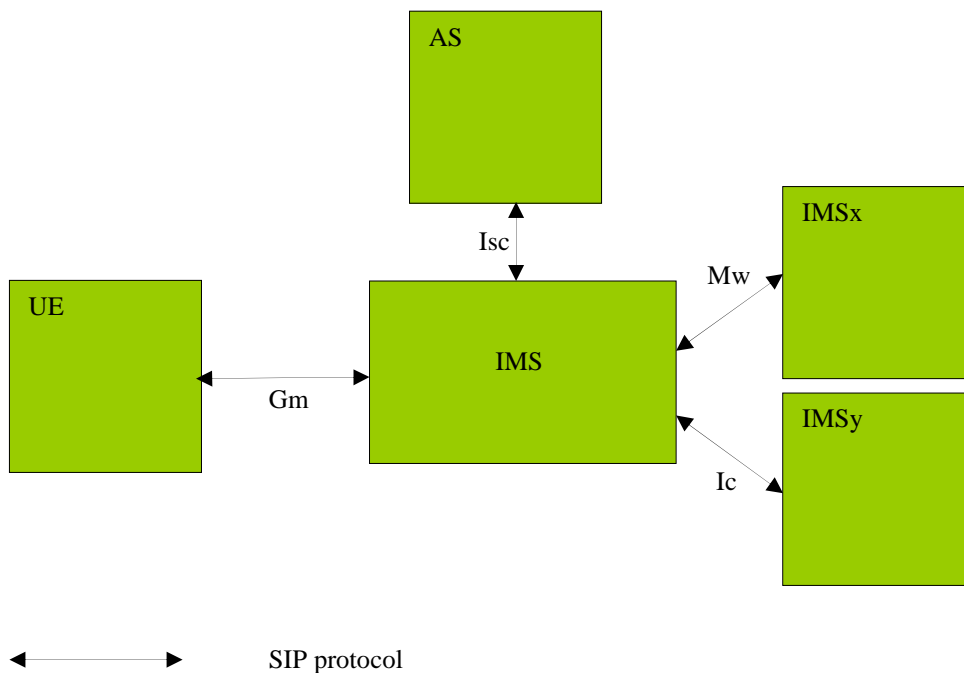 AS
IMSx
Isc
Mw
UE
IMS
Gm
IMSy
Ic
SIP protocol